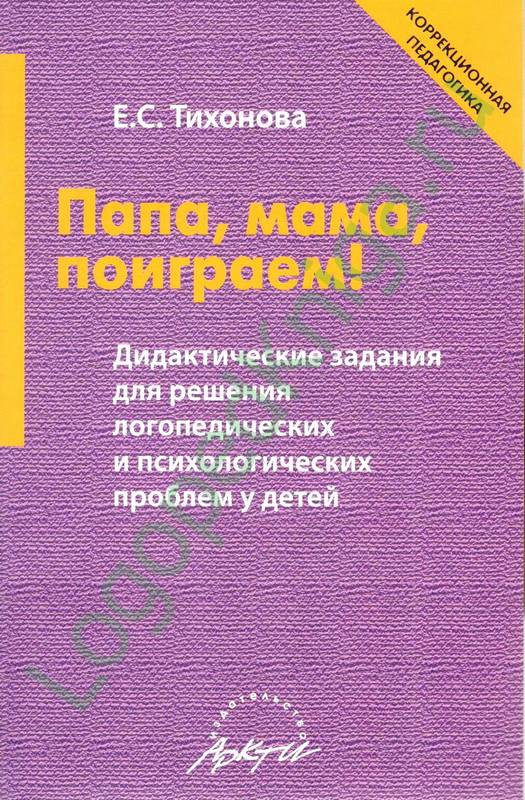 КОРРЕКЦИОННАЯ
ПЕДАГОГИКА
Е.С. Тихонова
Папа, мама,
поиграем!
Дидактические задания
для решения
логопедических
и психологических
проблем у детей
LogopedKniga.ru
ИЗДАТЕЛЬСТВО
АРКТИ